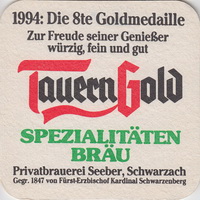 1994: Die 8te Goldmedaille
Zur Freude seiner Genießer
würzig, fein und gut
Tauern Gold
SPEZIALITÄTEN
BRÄU
Privatbrauerei Seeber, Schwarzach
Gegr. 1847 von Fürst-Erzbischof Kardinal Schwarzenberg